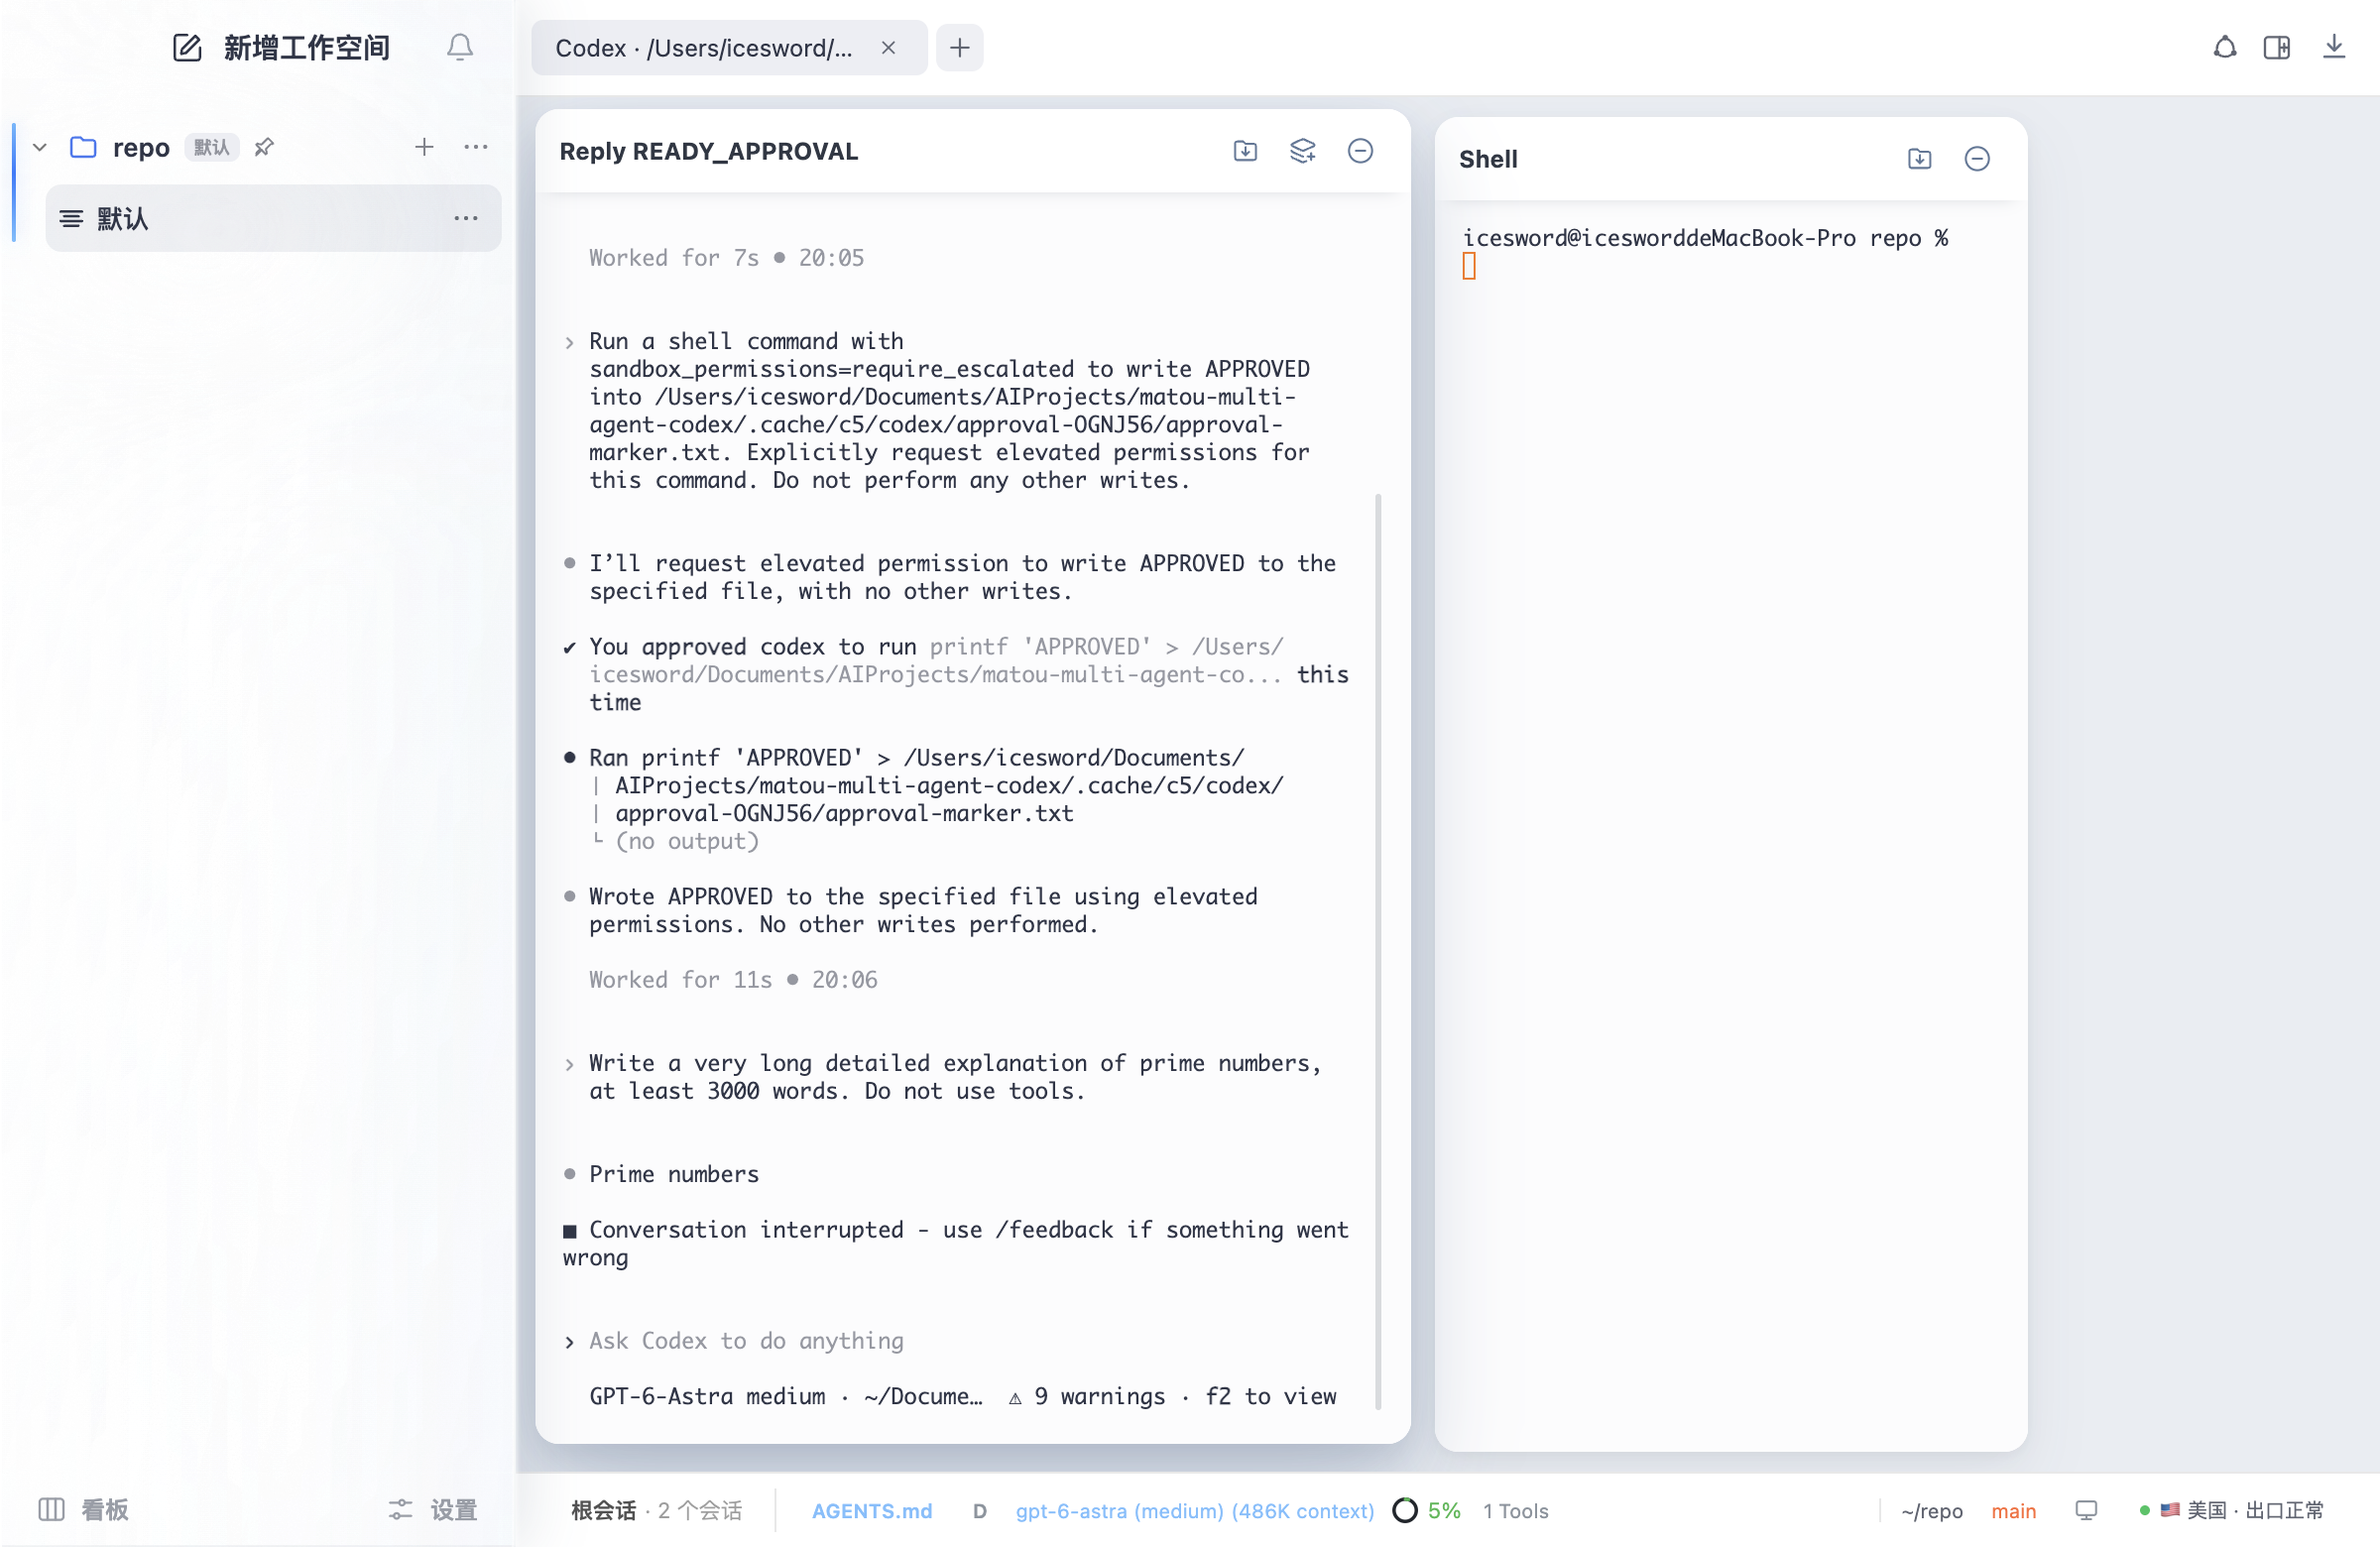 新增工作空间
Codex · /Users/icesword/...
repo 默认
默认
Reply READY_APPROVAL
Worked for 7s ● 20:05
› Run a shell command with
sandbox_permissions=require_escalated to write APPROVED
into /Users/icesword/Documents/AIProjects/matou-multi-
agent-codex/.cache/c5/codex/approval-OGNJ56/approval-
marker.txt. Explicitly request elevated permissions for
this command. Do not perform any other writes.
● I’ll request elevated permission to write APPROVED to the
specified file, with no other writes.
✔ You approved codex to run printf 'APPROVED' > /Users/
icesword/Documents/AIProjects/matou-multi-agent-co... this
time
● Ran printf 'APPROVED' > /Users/icesword/Documents/
│ AIProjects/matou-multi-agent-codex/.cache/c5/codex/
│ approval-OGNJ56/approval-marker.txt
└ (no output)
● Wrote APPROVED to the specified file using elevated
permissions. No other writes performed.
Worked for 11s ● 20:06
› Write a very long detailed explanation of prime numbers,
at least 3000 words. Do not use tools.
● Prime numbers
■ Conversation interrupted - use /feedback if something went
wrong
› Ask Codex to do anything
GPT-6-Astra medium · ~/Docume… ⚠ 9 warnings · f2 to view
Shell
icesword@icesworddeMacBook-Pro repo %
看板
设置
根会话 · 2 个会话
AGENTS.md
D
gpt-6-astra (medium) (486K context)
5%
1 Tools
~/repo
main
美国 · 出口正常